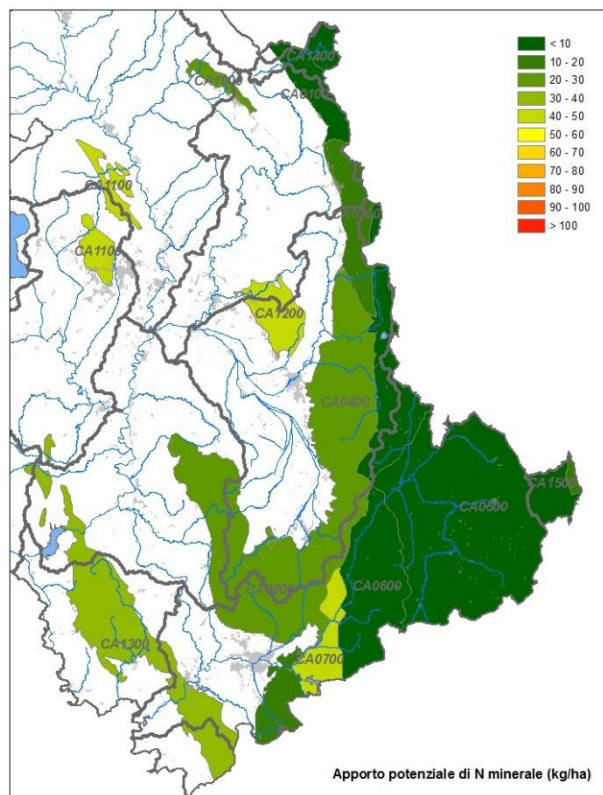 CA1400
CA0100
< 10
10 - 20
20 - 30
30 - 40
40 - 50
50 - 60
60 - 70
70 - 80
80 - 90
90 - 100
> 100
CA1100
CA1100
CA1200
CA0400
CA1500
CA0600
CA0700
CA1300
Apporto potenziale di N minerale (kg/ha)